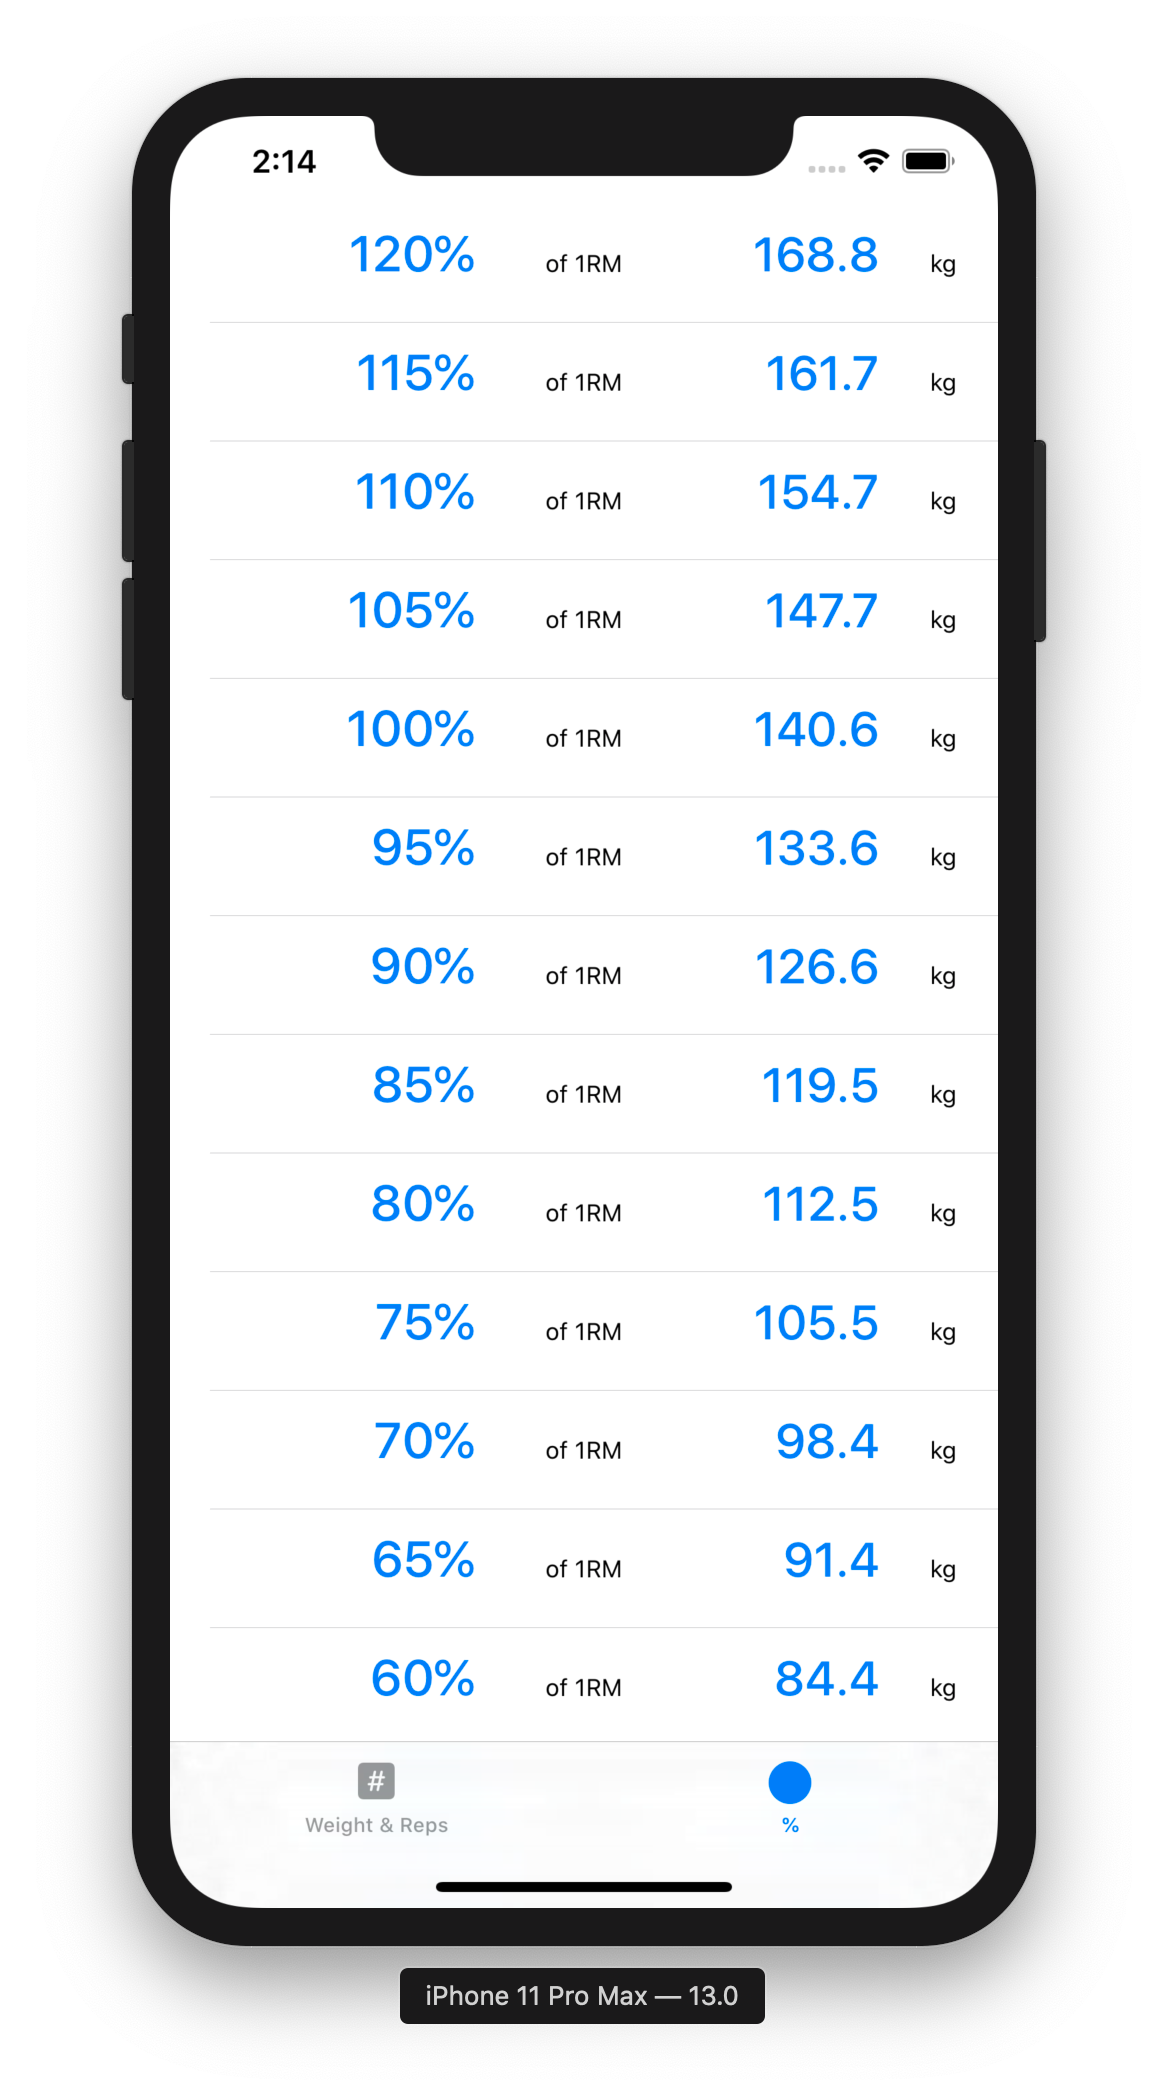 2:14
120% of 1RM 168.8 kg
115% of 1RM 161.7 kg
110% of 1RM 154.7 kg
105% of 1RM 147.7 kg
100% of 1RM 140.6 kg
95% of 1RM 133.6 kg
90% of 1RM 126.6 kg
85% of 1RM 119.5 kg
80% of 1RM 112.5 kg
75% of 1RM 105.5 kg
70% of 1RM 98.4 kg
65% of 1RM 91.4 kg
60% of 1RM 84.4 kg
#
Weight & Reps %
iPhone 11 Pro Max — 13.0